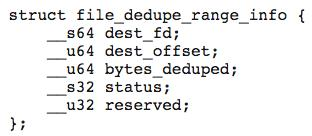 struct file_dedupe_range_info {
    __s64 dest_fd;
    __u64 dest_offset;
    __u64 bytes_deduped;
    __s32 status;
    __u32 reserved;
};